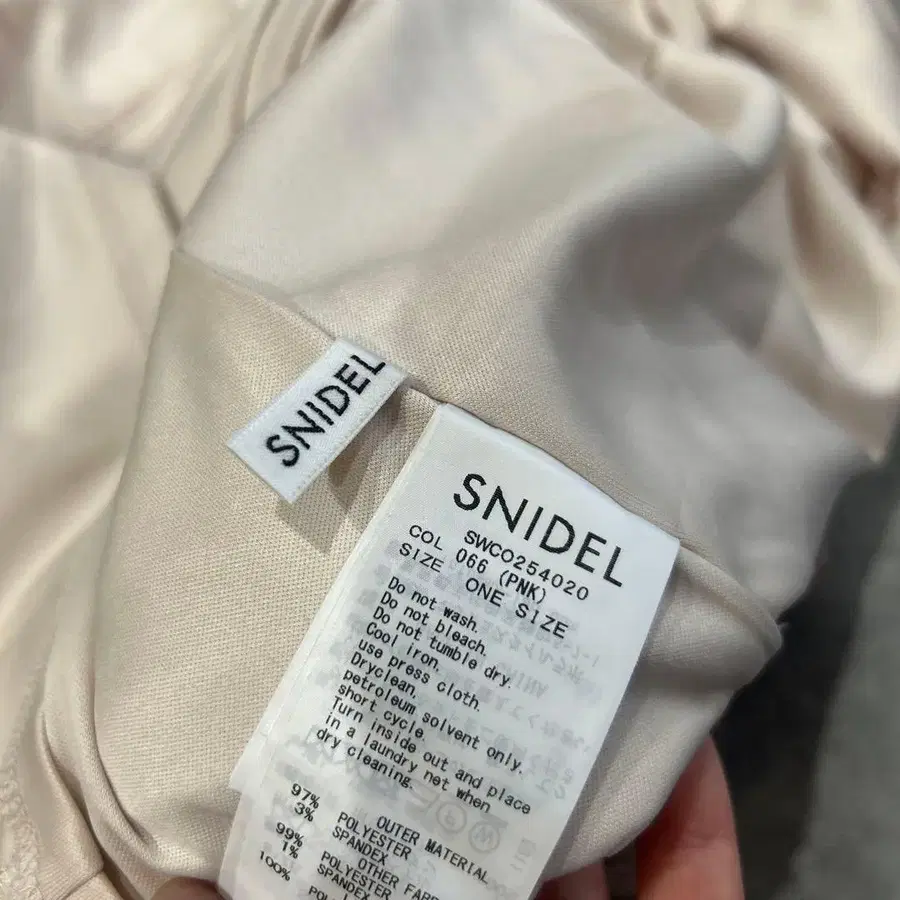 SNIDEL
SNIDEL
SWCO254020
COL 066 (PNK)
SIZE ONE SIZE
Do not wash.
Do not bleach.
Do not tumble dry.
Cool iron.
use press cloth.
Dryclean.
petroleum solvent only.
short cycle.
Turn inside out and place
in a laundry net when
dry cleaning.
OUTER MATERIAL
97% POLYESTER
3% SPANDEX
OTHER
99% POLYESTER
1% SPANDEX
100%